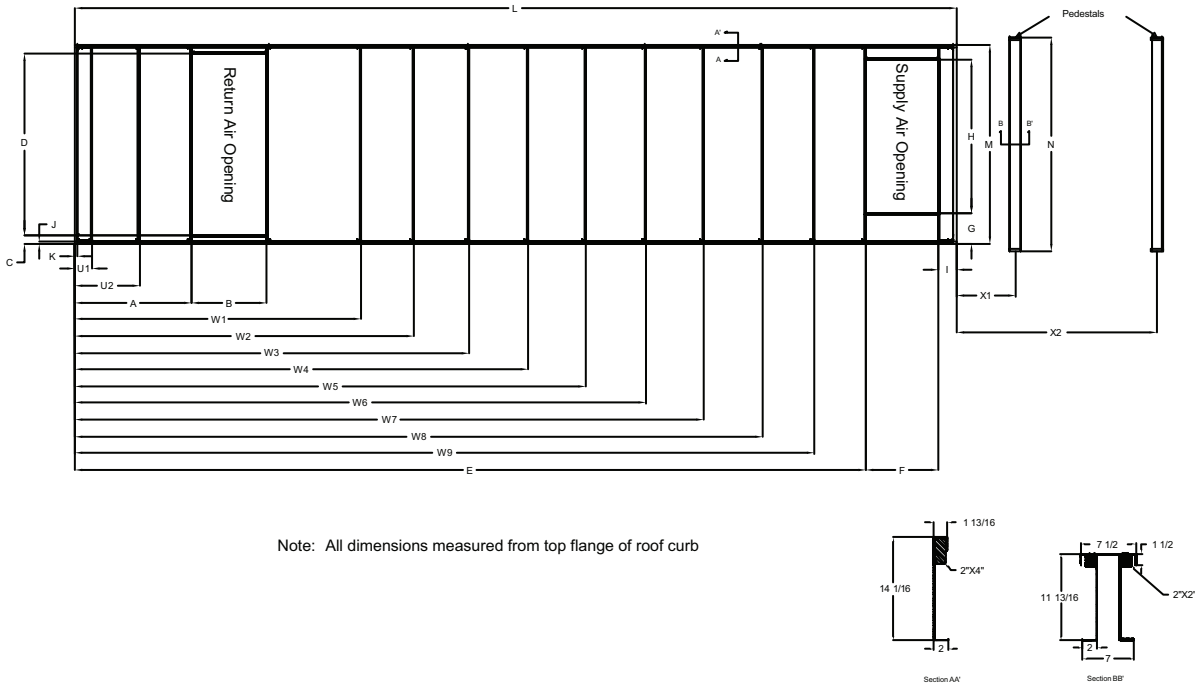 L
Pedestals
A'
A
Return Air Opening
Supply Air Opening
B
B'
D
H
M
N
J
G
C
K
U1
I
U2
X1
A
B
W1
X2
W2
W3
W4
W5
W6
W7
W8
W9
E
F
1 13/16
Note: All dimensions measured from top flange of roof curb
7 1/2
1 1/2
2"X4"
14 1/16
11 13/16
2"X2'
2
2
7
Section AA'
Section BB'